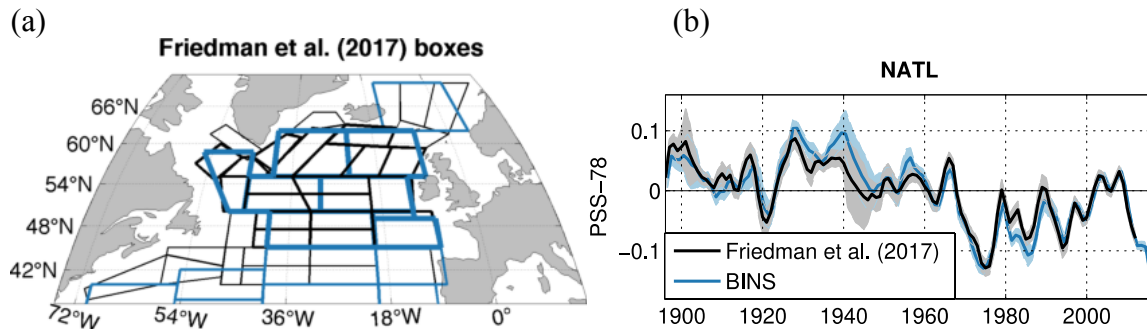 (a)
Friedman et al. (2017) boxes
66°N
60°N
54°N
48°N
42°N
72°W
54°W
36°W
18°W
0°
(b)
NATL
PSS−78
0.1
0
−0.1
Friedman et al. (2017)
BINS
1900
1920
1940
1960
1980
2000